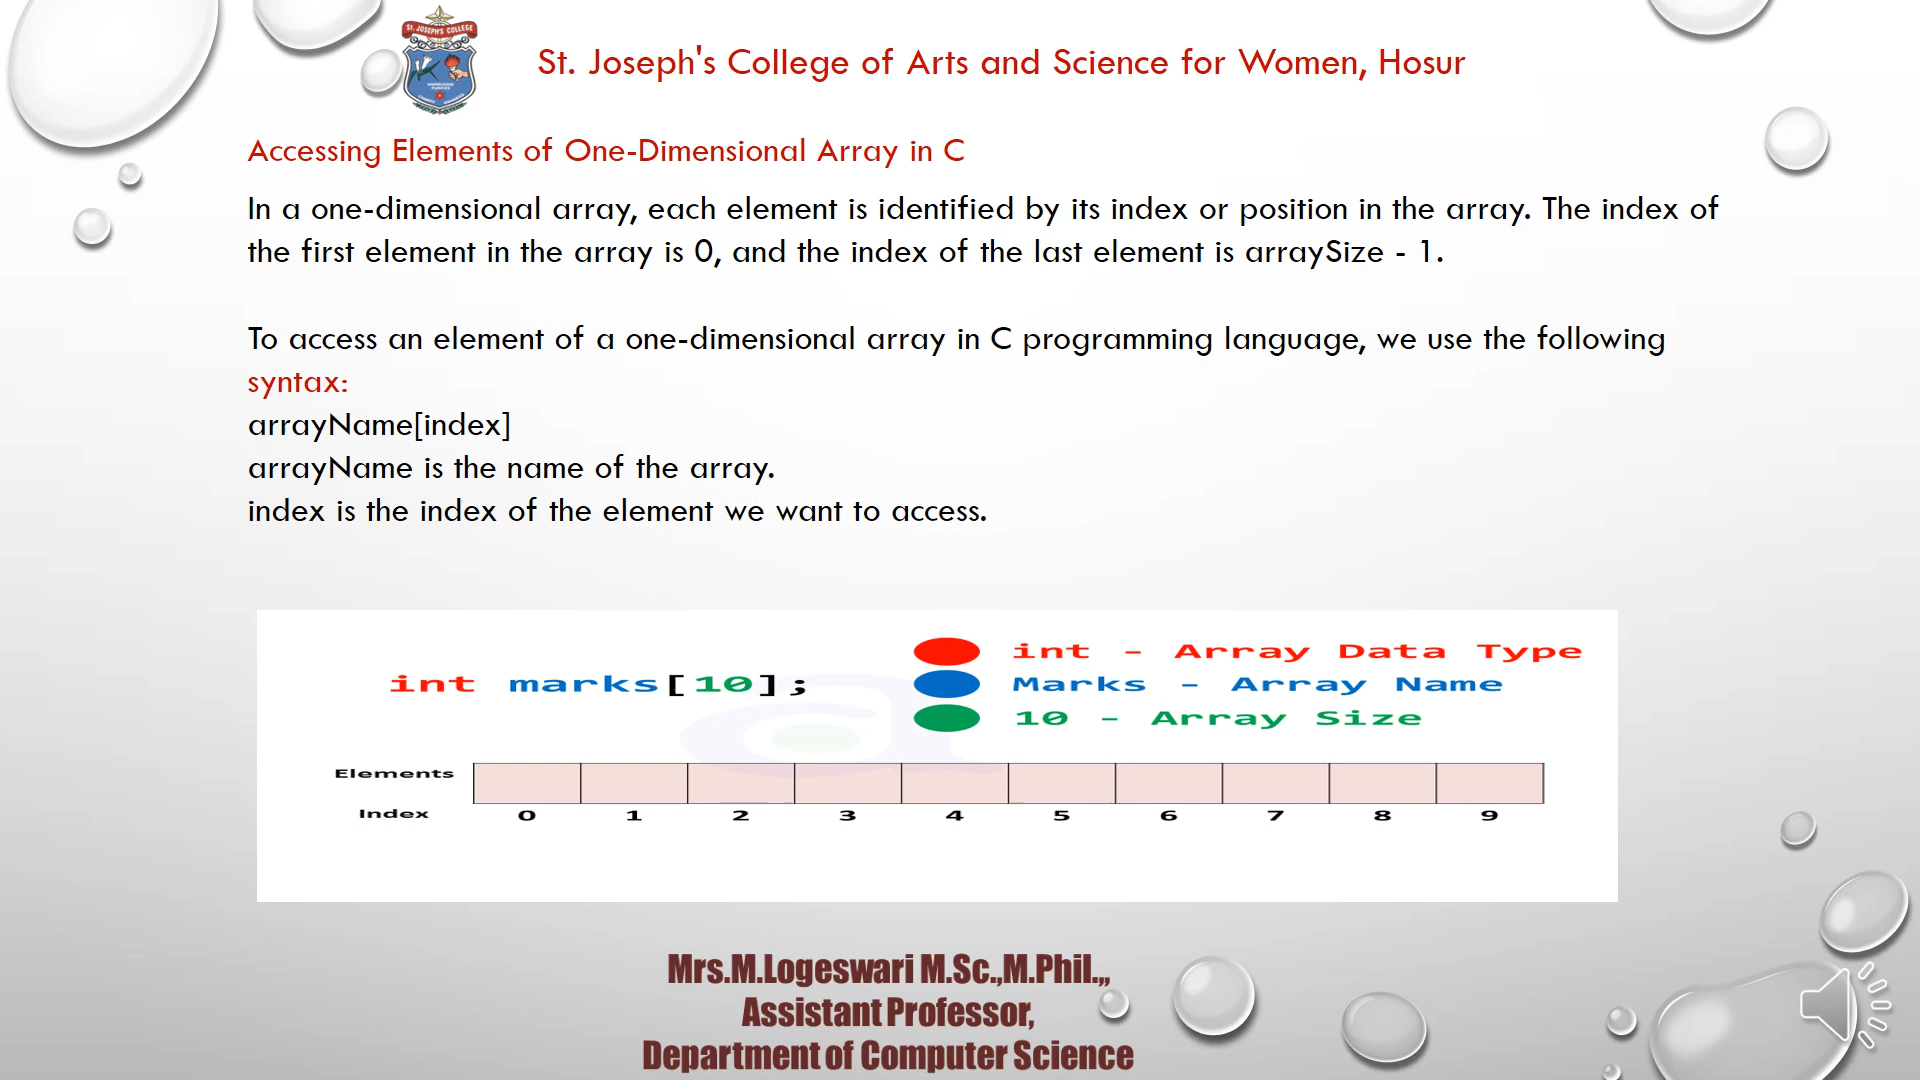 ST. JOSEPH'S COLLEGE
St. Joseph's College of Arts and Science for Women, Hosur
Accessing Elements of One-Dimensional Array in C
In a one-dimensional array, each element is identified by its index or position in the array. The index of
the first element in the array is 0, and the index of the last element is arraySize - 1.
To access an element of a one-dimensional array in C programming language, we use the following
syntax:
arrayName[index]
arrayName is the name of the array.
index is the index of the element we want to access.
int marks[10];
int - Array Data Type
Marks - Array Name
10 - Array Size
Elements
Index 0 1 2 3 4 5 6 7 8 9
Mrs.M.Logeswari M.Sc.,M.Phil.,,
Assistant Professor,
Department of Computer Science